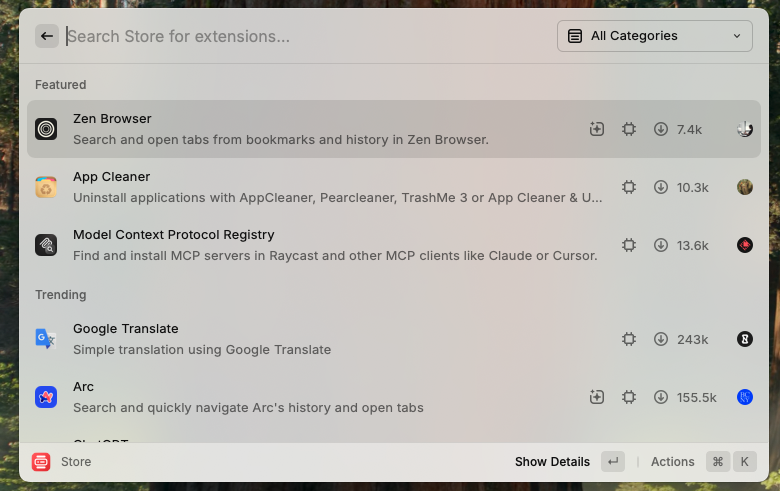 Search Store for extensions...
All Categories
Featured
Zen Browser
Search and open tabs from bookmarks and history in Zen Browser.
7.4k
App Cleaner
Uninstall applications with AppCleaner, Pearcleaner, TrashMe 3 or App Cleaner & U...
10.3k
Model Context Protocol Registry
Find and install MCP servers in Raycast and other MCP clients like Claude or Cursor.
13.6k
Trending
Google Translate
Simple translation using Google Translate
243k
Arc
Search and quickly navigate Arc's history and open tabs
155.5k
Store
Show Details
Actions
⌘ K